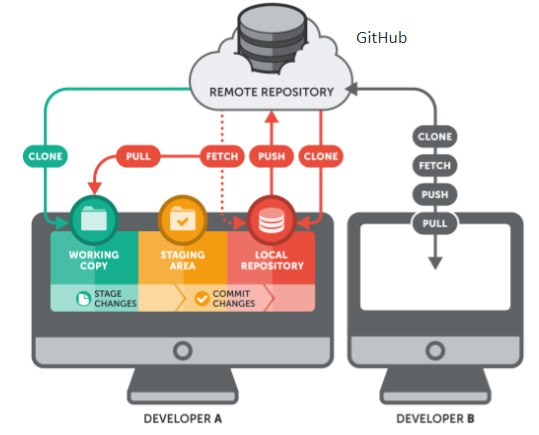 GitHub
REMOTE REPOSITORY
CLONE
PULL
FETCH
PUSH
CLONE
CLONE
FETCH
PUSH
PULL
WORKING
COPY
STAGING
AREA
LOCAL
REPOSITORY
STAGE
CHANGES
COMMIT
CHANGES
DEVELOPER A
DEVELOPER B